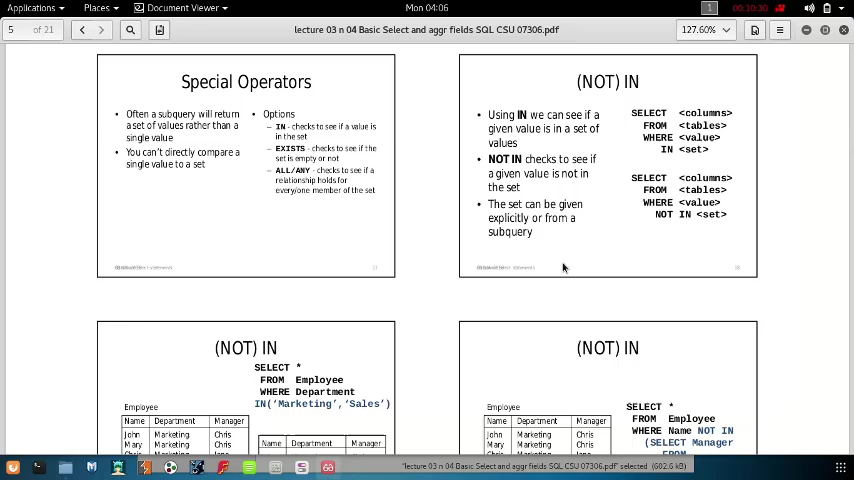 Applications
Places
Document Viewer
Mon 04:06
1
00:10:30
5
of 21
lecture 03 n 04 Basic Select and aggr fields SQL CSU 07306.pdf
127.60%
Special Operators
• Often a subquery will return
a set of values rather than a
single value
• You can't directly compare a
single value to a set
• Options
– IN - checks to see if a value is
in the set
– EXISTS - checks to see if the
set is empty or not
– ALL/ANY - checks to see if a
relationship holds for
every/one member of the set
(NOT) IN
• Using IN we can see if a
given value is in a set of
values
• NOT IN checks to see if
a given value is not in
the set
• The set can be given
explicitly or from a
subquery
SELECT <columns>
FROM <tables>
WHERE <value>
IN <set>
SELECT <columns>
FROM <tables>
WHERE <value>
NOT IN <set>
(NOT) IN
SELECT *
FROM Employee
WHERE Department
IN('Marketing','Sales')
Employee
Name Department Manager
John Marketing Chris
Mary Marketing Chris
Name Department Manager
(NOT) IN
Employee
Name Department Manager
John Marketing Chris
Mary Marketing Chris
SELECT *
FROM Employee
WHERE Name NOT IN
(SELECT Manager
"lecture 03 n 04 Basic Select and aggr fields SQL CSU 07306.pdf" selected (602.6 kB)